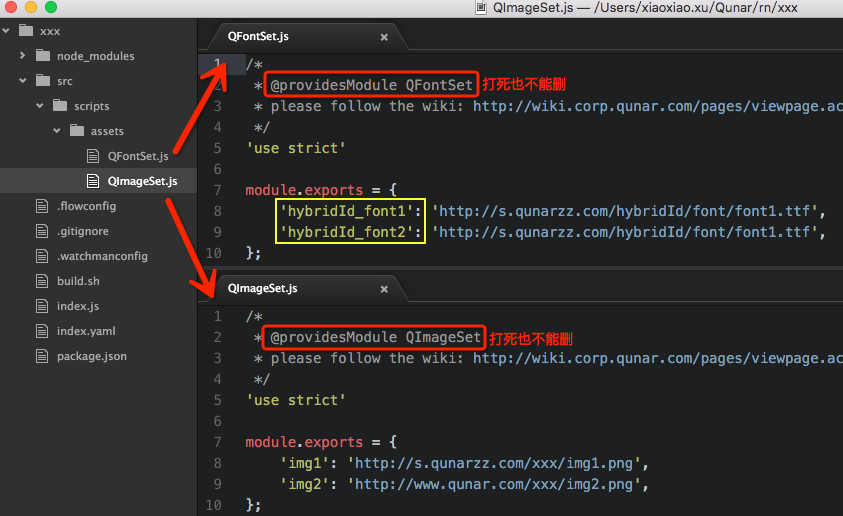 QImageSet.js — /Users/xiaoxiao.xu/Qunar/rn/xxx
xxx
node_modules
src
scripts
assets
QFontSet.js
QImageSet.js
.flowconfig
.gitignore
.watchmanconfig
build.sh
index.js
index.yaml
package.json
QFontSet.js ×
1 /*
2 * @providesModule QFontSet 打死也不能删
3 * please follow the wiki: http://wiki.corp.qunar.com/pages/viewpage.ac
4 */
5 'use strict'
6
7 module.exports = {
8 'hybridId_font1': 'http://s.qunarzz.com/hybridId/font/font1.ttf',
9 'hybridId_font2': 'http://s.qunarzz.com/hybridId/font/font1.ttf',
10 };
QImageSet.js ×
1 /*
2 * @providesModule QImageSet 打死也不能删
3 * please follow the wiki: http://wiki.corp.qunar.com/pages/viewpage.ac
4 */
5 'use strict'
6
7 module.exports = {
8 'img1': 'http://s.qunarzz.com/xxx/img1.png',
9 'img2': 'http://www.qunar.com/xxx/img2.png',
10 };